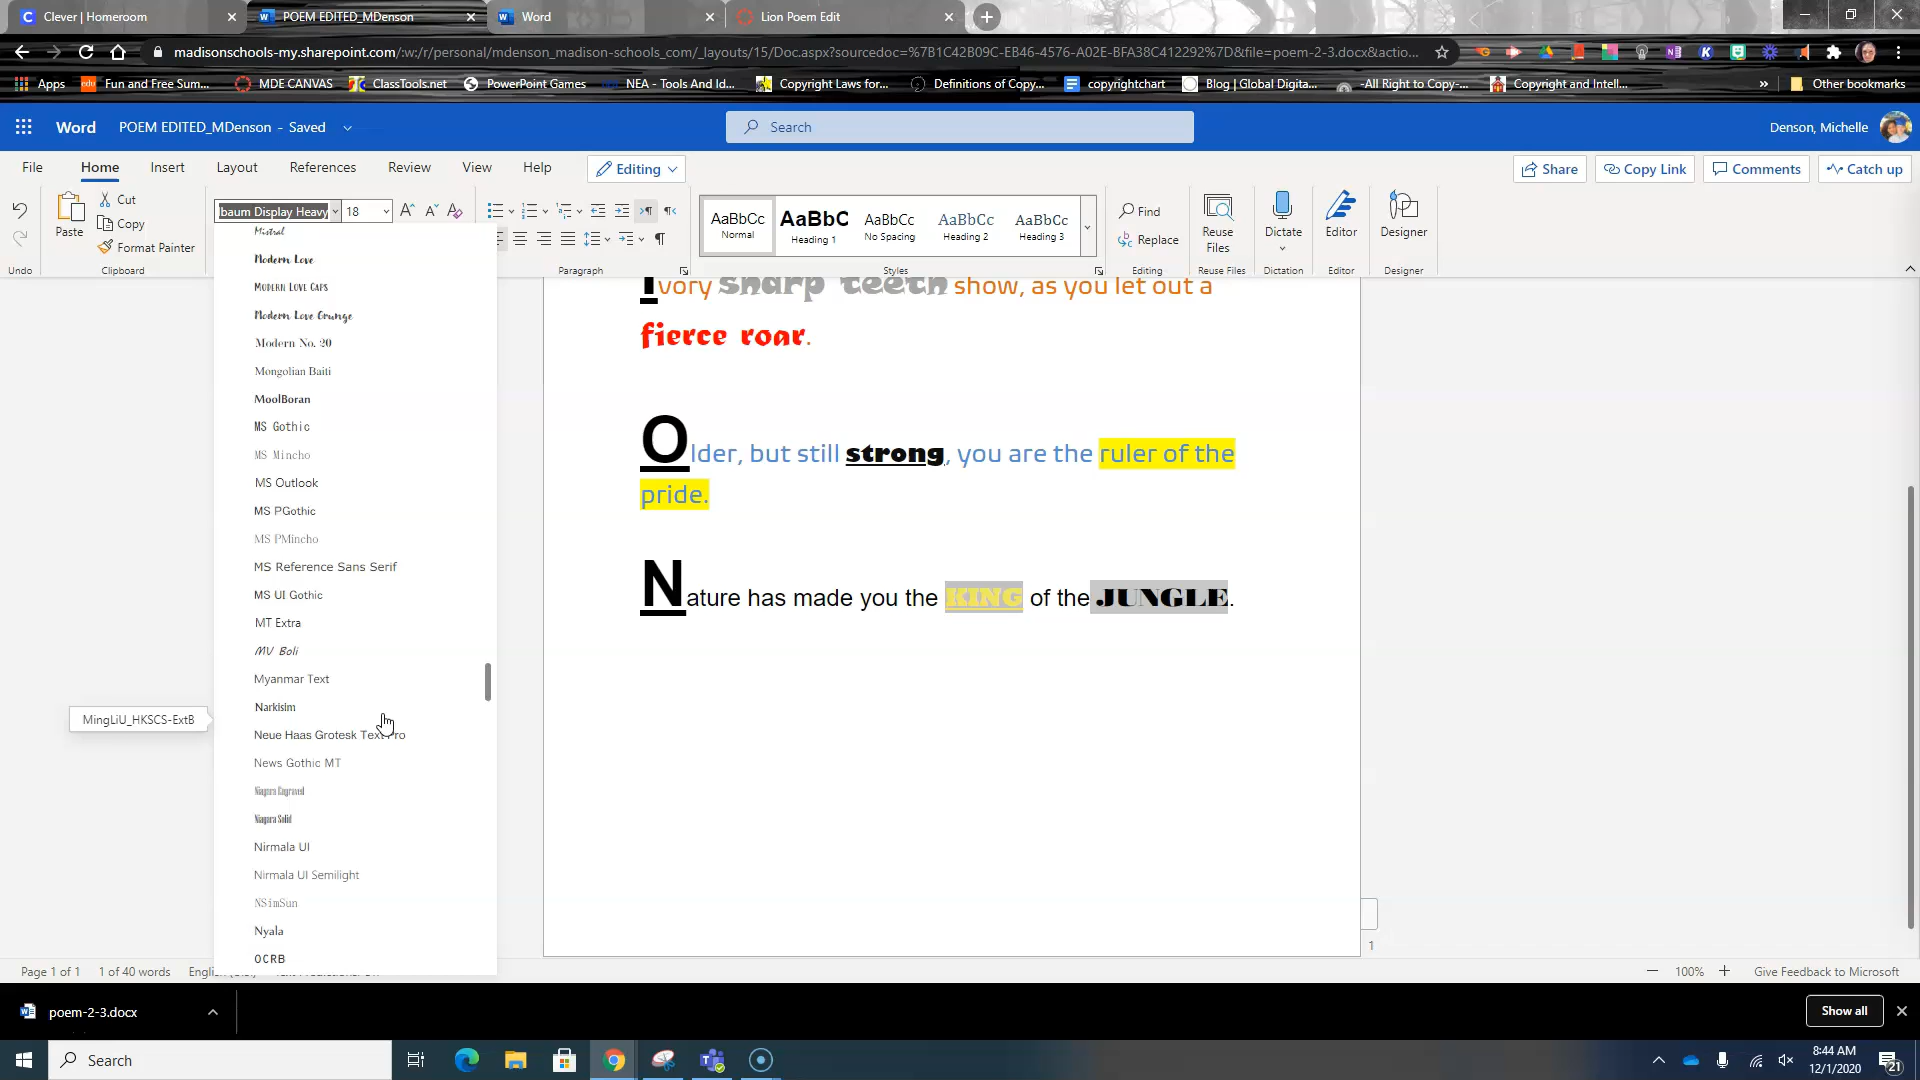 Clever | Homeroom
POEM EDITED_MDenson
Word
Lion Poem Edit
madisonschools-my.sharepoint.com/:w:/r/personal/mdenson_madison-schools_com/_layouts/15/Doc.aspx?sourcedoc=%7B1C42B09C-EB46-4576-A02E-BFA38C412292%7D&file=poem-2-3.docx&actio...
Apps
Fun and Free Sum...
MDE CANVAS
ClassTools.net
PowerPoint Games
NEA - Tools And Id...
Copyright Laws for...
Definitions of Copy...
copyrightchart
Blog | Global Digita...
-All Right to Copy-...
Copyright and Intell...
»
Other bookmarks
Word
POEM EDITED_MDenson - Saved
Search
Denson, Michelle
File
Home
Insert
Layout
References
Review
View
Help
Editing
Share
Copy Link
Comments
Catch up
Paste
Cut
Copy
Format Painter
baum Display Heavy
18
AaBbCc
Normal
AaBbC
Heading 1
AaBbCc
No Spacing
AaBbCc
Heading 2
AaBbCc
Heading 3
Find
Replace
Reuse
Files
Dictate
Editor
Designer
Undo
Clipboard
Paragraph
Styles
Editing
Reuse Files
Dictation
Editor
Designer
Mistral
Modern Love
Modern Love Caps
Modern Love Grunge
Modern No. 20
Mongolian Baiti
MoolBoran
MS Gothic
MS Mincho
MS Outlook
MS PGothic
MS PMincho
MS Reference Sans Serif
MS UI Gothic
MT Extra
MV Boli
Myanmar Text
Narkisim
Neue Haas Grotesk Text Pro
News Gothic MT
Niagara Engraved
Niagara Solid
Nirmala UI
Nirmala UI Semilight
NSimSun
Nyala
OCRB
MingLiU_HKSCS-ExtB
Ivory sharp teeth show, as you let out a
fierce roar.
Older, but still strong, you are the ruler of the
pride.
Nature has made you the KING of the JUNGLE.
1
Page 1 of 1
1 of 40 words
100%
Give Feedback to Microsoft
poem-2-3.docx
Show all
Search
8:44 AM
12/1/2020
21